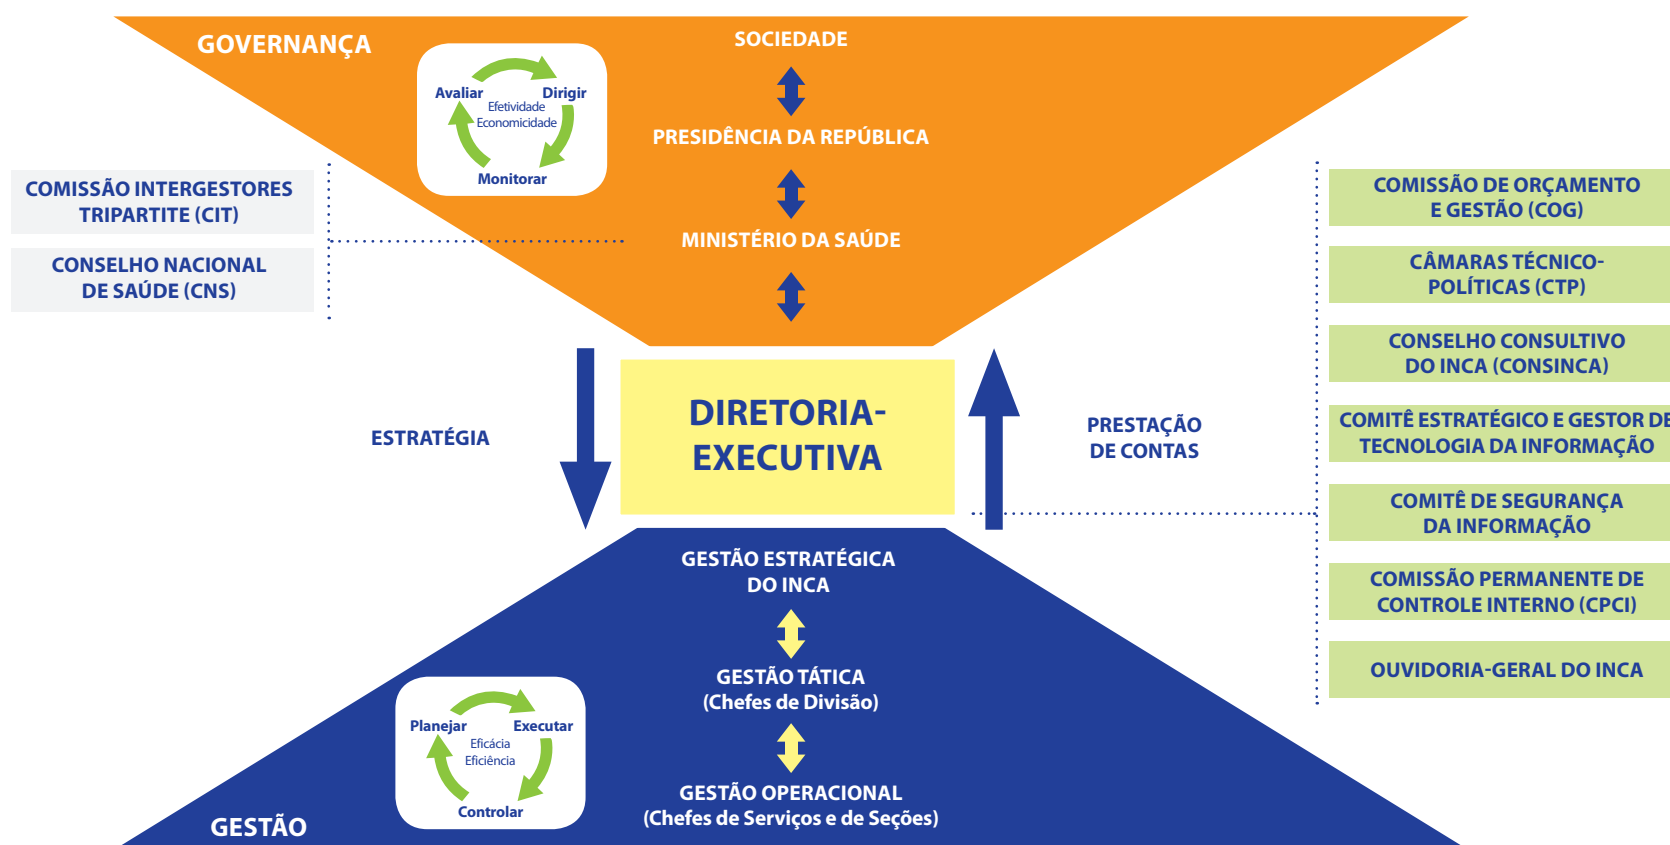 GOVERNANÇA
Avaliar
Dirigir
Efetividade
Economicidade
Monitorar
SOCIEDADE
PRESIDÊNCIA DA REPÚBLICA
MINISTÉRIO DA SAÚDE
COMISSÃO INTERGESTORES
TRIPARTITE (CIT)
CONSELHO NACIONAL
DE SAÚDE (CNS)
ESTRATÉGIA
DIRETORIA-
EXECUTIVA
PRESTAÇÃO
DE CONTAS
COMISSÃO DE ORÇAMENTO
E GESTÃO (COG)
CÂMARAS TÉCNICO-
POLÍTICAS (CTP)
CONSELHO CONSULTIVO
DO INCA (CONSINCA)
COMITÊ ESTRATÉGICO E GESTOR DE
TECNOLOGIA DA INFORMAÇÃO
COMITÊ DE SEGURANÇA
DA INFORMAÇÃO
COMISSÃO PERMANENTE DE
CONTROLE INTERNO (CPCI)
OUVIDORIA-GERAL DO INCA
GESTÃO ESTRATÉGICA
DO INCA
GESTÃO TÁTICA
(Chefes de Divisão)
GESTÃO OPERACIONAL
(Chefes de Serviços e de Seções)
Planejar
Executar
Eficácia
Eficiência
Controlar
GESTÃO